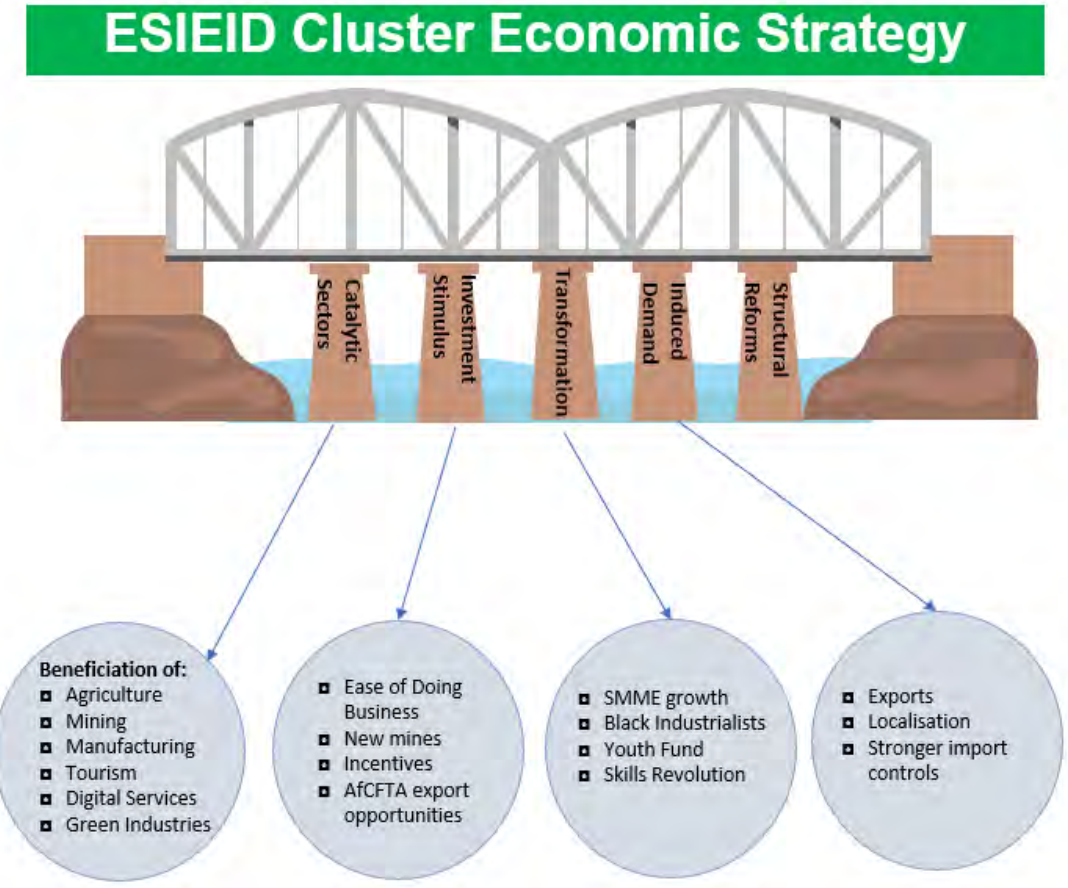 ESIEID Cluster Economic Strategy
Catalytic
Sectors
Investment
Stimulus
Transformation
Induced
Demand
Structural
Reforms
Beneficiation of:
Agriculture
Mining
Manufacturing
Tourism
Digital Services
Green Industries
Ease of Doing
Business
New mines
Incentives
AfCFTA export
opportunities
SMME growth
Black Industrialists
Youth Fund
Skills Revolution
Exports
Localisation
Stronger import
controls